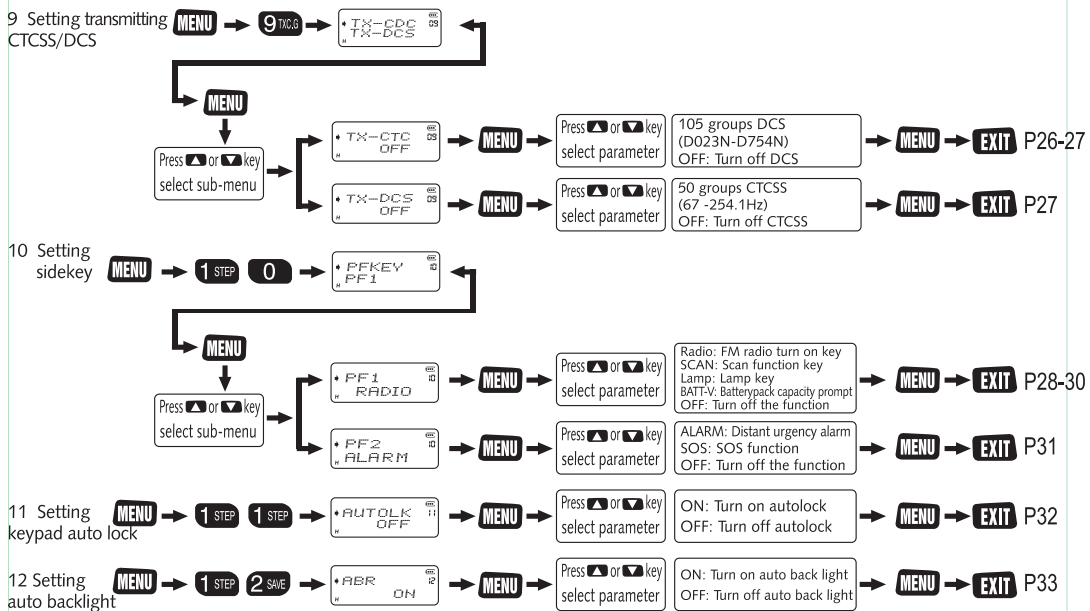 9 Setting transmitting CTCSS/DCS
MENU
9 TXC.G
TX-CDC 09
TX-DCS
H
MENU
Press or key
select sub-menu
TX-CTC 09
OFF
H
MENU
Press or key
select parameter
105 groups DCS
(D023N-D754N)
OFF: Turn off DCS
MENU
EXIT
P26-27
TX-DCS 09
OFF
H
MENU
Press or key
select parameter
50 groups CTCSS
(67 -254.1Hz)
OFF: Turn off CTCSS
MENU
EXIT
P27
10 Setting
sidekey
MENU
1 STEP
0
PFKEY 10
PF1
H
MENU
Press or key
select sub-menu
PF1 10
RADIO
H
MENU
Press or key
select parameter
Radio: FM radio turn on key
SCAN: Scan function key
Lamp: Lamp key
BATT-V: Batterypack capacity prompt
OFF: Turn off the function
MENU
EXIT
P28-30
PF2 10
ALARM
H
MENU
Press or key
select parameter
ALARM: Distant urgency alarm
SOS: SOS function
OFF: Turn off the function
MENU
EXIT
P31
11 Setting
keypad auto lock
MENU
1 STEP
1 STEP
AUTOLK 11
OFF
H
MENU
Press or key
select parameter
ON: Turn on autolock
OFF: Turn off autolock
MENU
EXIT
P32
12 Setting
auto backlight
MENU
1 STEP
2 SAVE
ABR 12
ON
H
MENU
Press or key
select parameter
ON: Turn on auto back light
OFF: Turn off auto back light
MENU
EXIT
P33